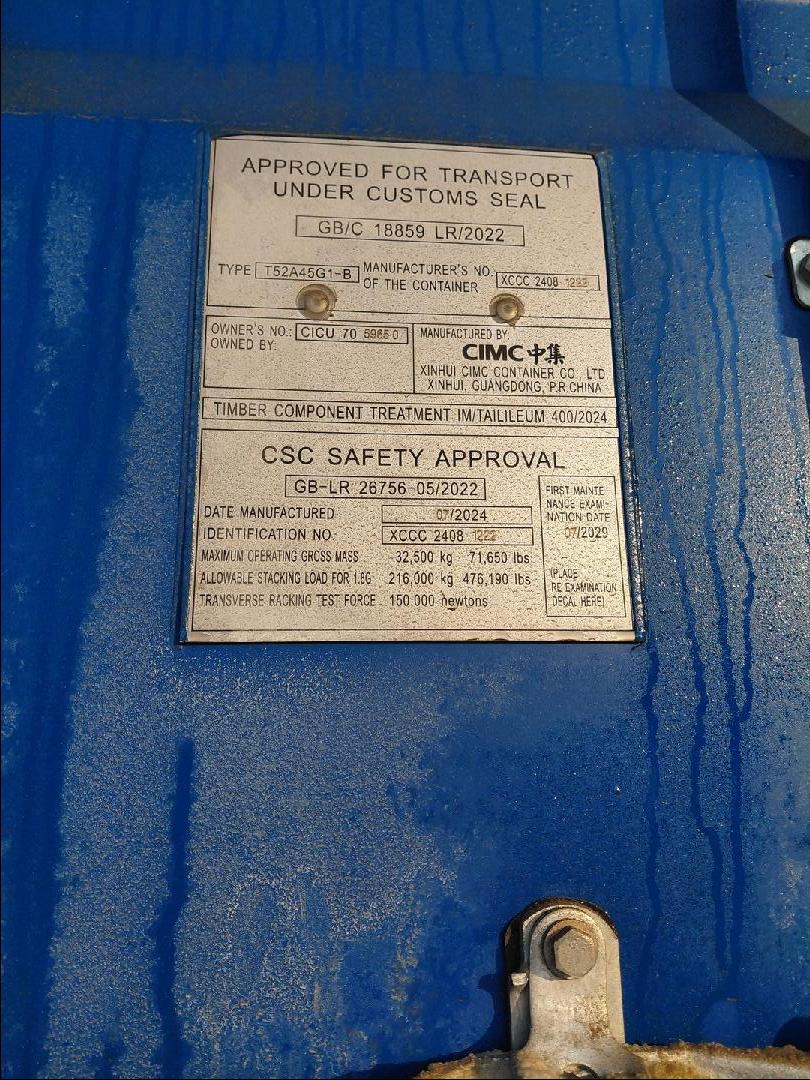 APPROVED FOR TRANSPORT
UNDER CUSTOMS SEAL
GB/C 18859 LR/2022
TYPE T52A45G1-B MANUFACTURER'S NO. OF THE CONTAINER XCCC 2408
OWNER'S NO.: CICU 70
OWNED BY:
MANUFACTURED BY
CIMC 中集
XINHUI CIMC CONTAINER CO., LTD
XINHUI, GUANGDONG, P.R.CHINA
TIMBER COMPONENT TREATMENT IM/TAILILEUM 400/2024
CSC SAFETY APPROVAL
GB-LR 26756 05/2022
DATE MANUFACTURED 07/2024
IDENTIFICATION NO. XCCC 2408
MAXIMUM OPERATING GROSS MASS 32,500 kg 71,650 lbs
ALLOWABLE STACKING LOAD FOR 1.8G 216,000 kg 476,190 lbs
TRANSVERSE RACKING TEST FORCE 150 000 newtons
FIRST MAINTE
NANCE EXAMI-
NATION DATE
07/2029
(PLACE
RE EXAMINATION
DECAL HERE)